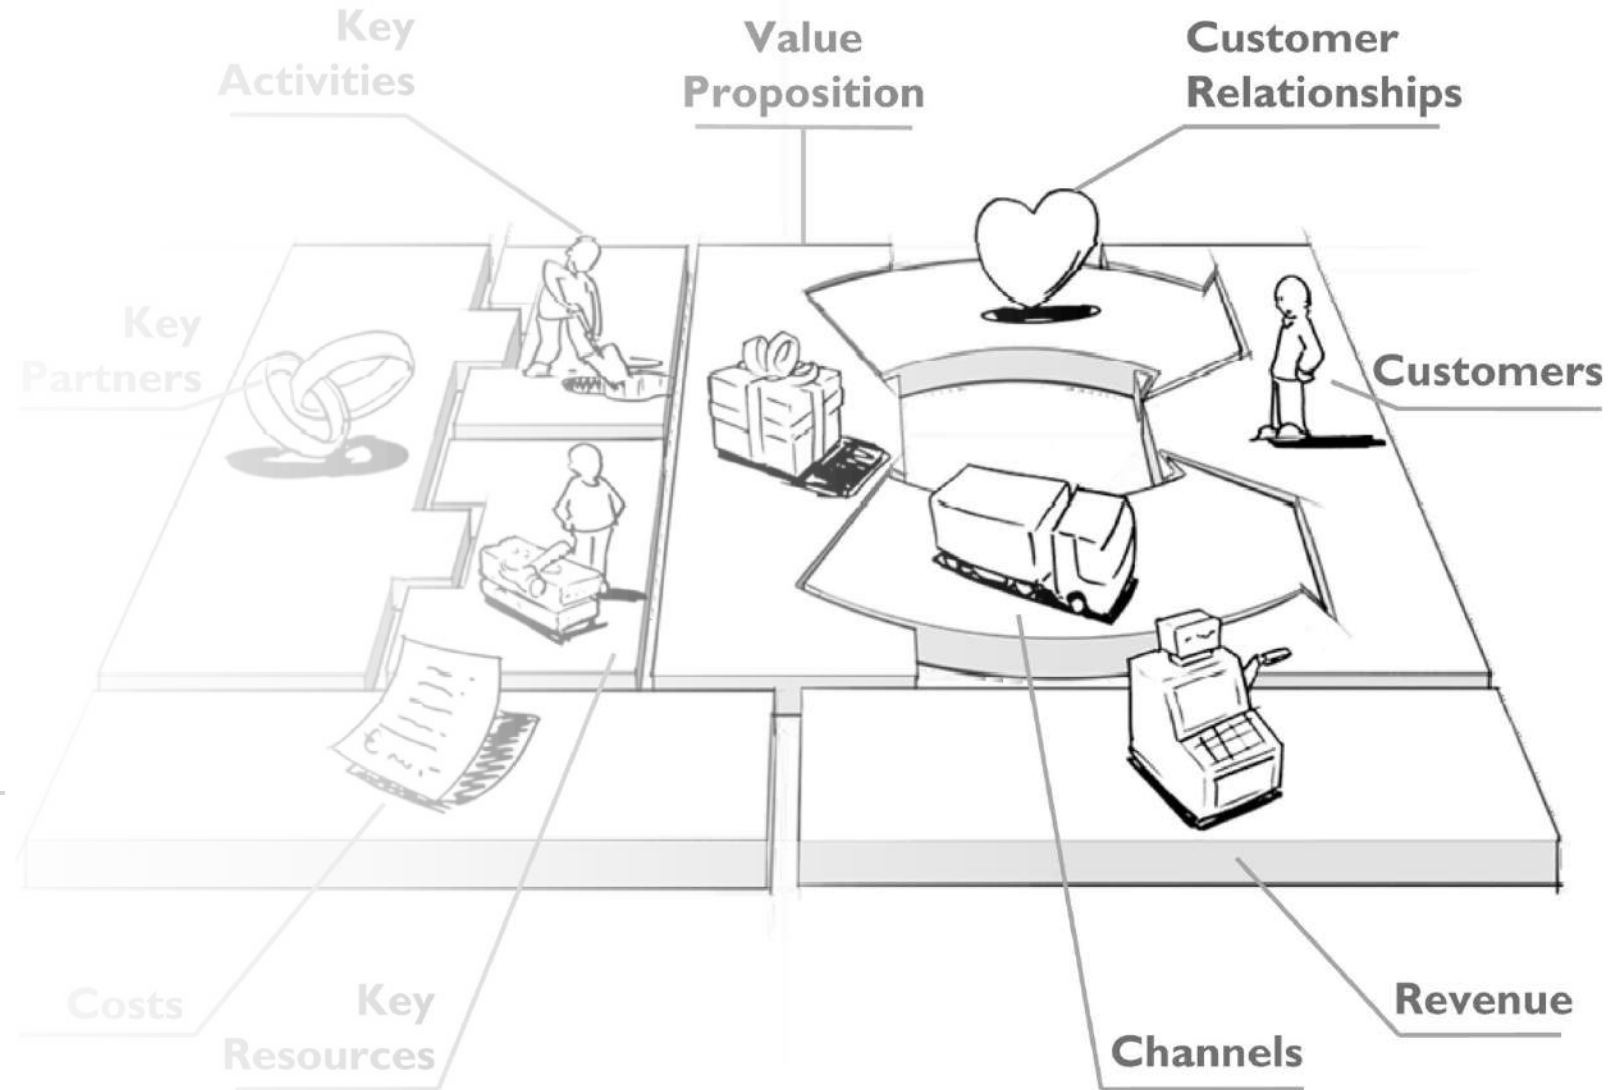 Key
Activities
Value
Proposition
Customer
Relationships
Key
Partners
Customers
Costs
Key
Resources
Channels
Revenue